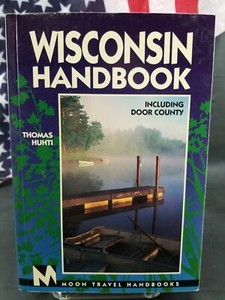 WISCONSIN
HANDBOOK
INCLUDING
DOOR COUNTY
THOMAS
HUHTI
M
MOON TRAVEL HANDBOOKS